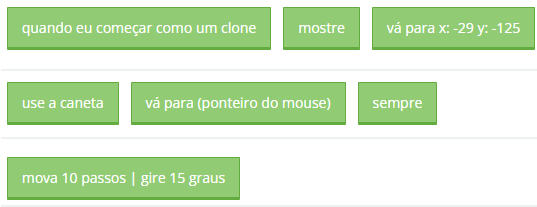 quando eu começar como um clone mostre vá para x: -29 y: -125
use a caneta vá para (ponteiro do mouse) sempre
mova 10 passos | gire 15 graus